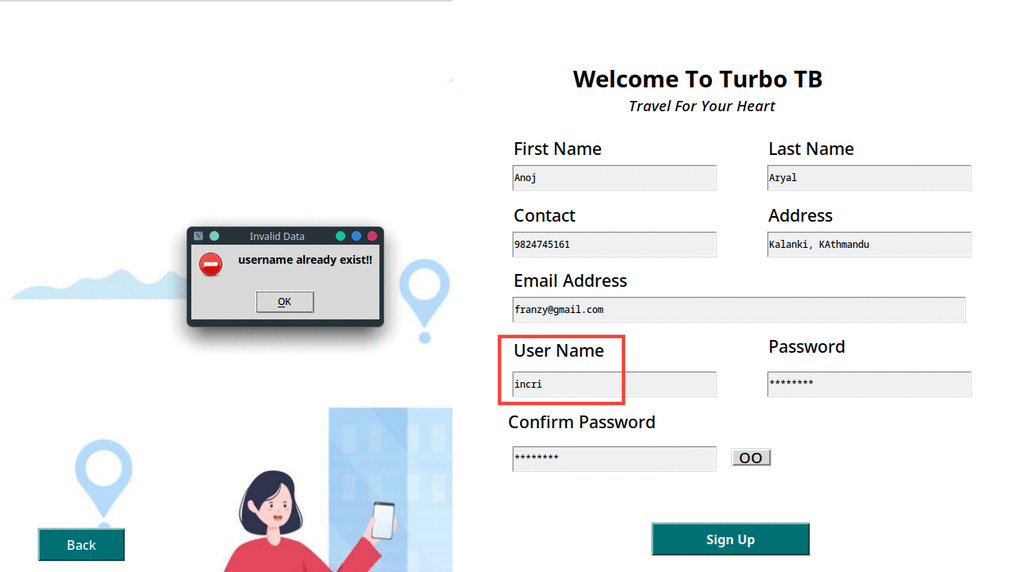 Welcome To Turbo TB
Travel For Your Heart
First Name
Last Name
Anoj
Aryal
Contact
Address
9824745161
Kalanki, KAthmandu
Email Address
franzy@gmail.com
User Name
Password
incri
********
Confirm Password
********
OO
Sign Up
Invalid Data
username already exist!!
OK
Back